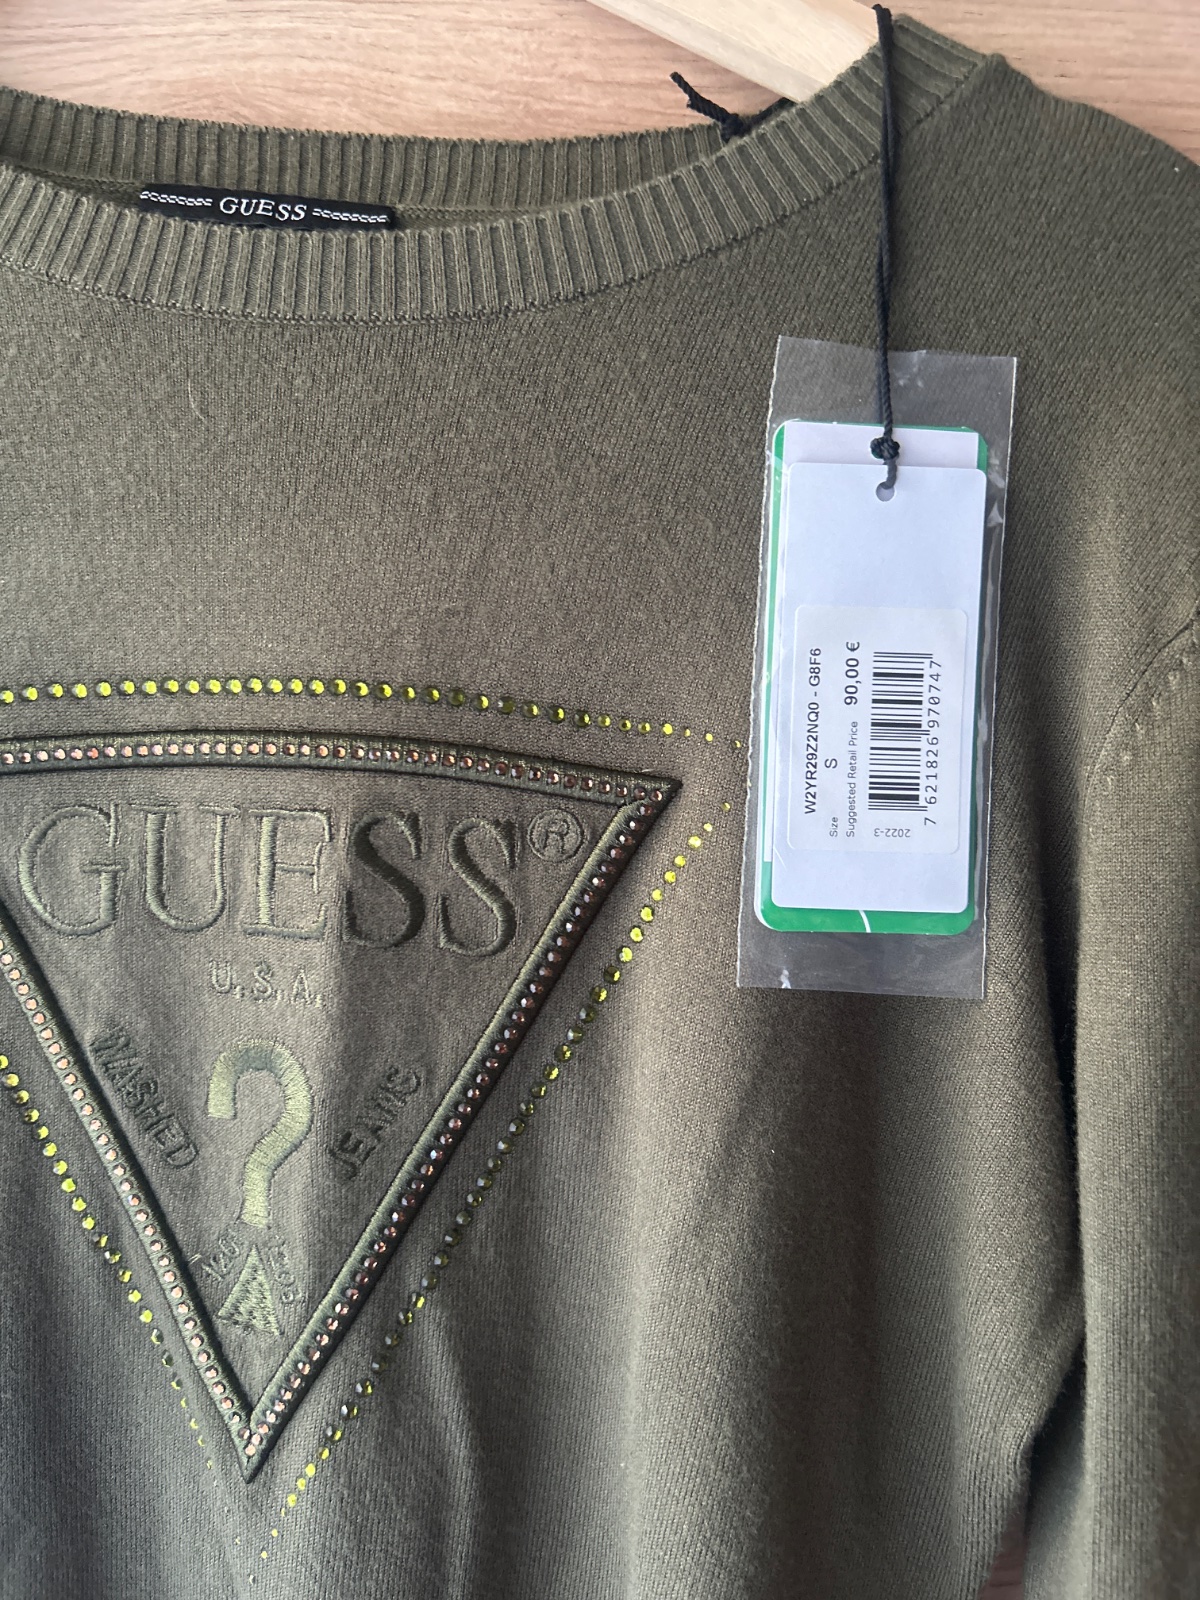 GUESS
GUESS®
U.S.A.
WASHED
?
JEANS
W2YR29Z2NQ0 - G8F6
Size S
Suggested Retail Price 90,00 €
7 621826 970747
2022-3